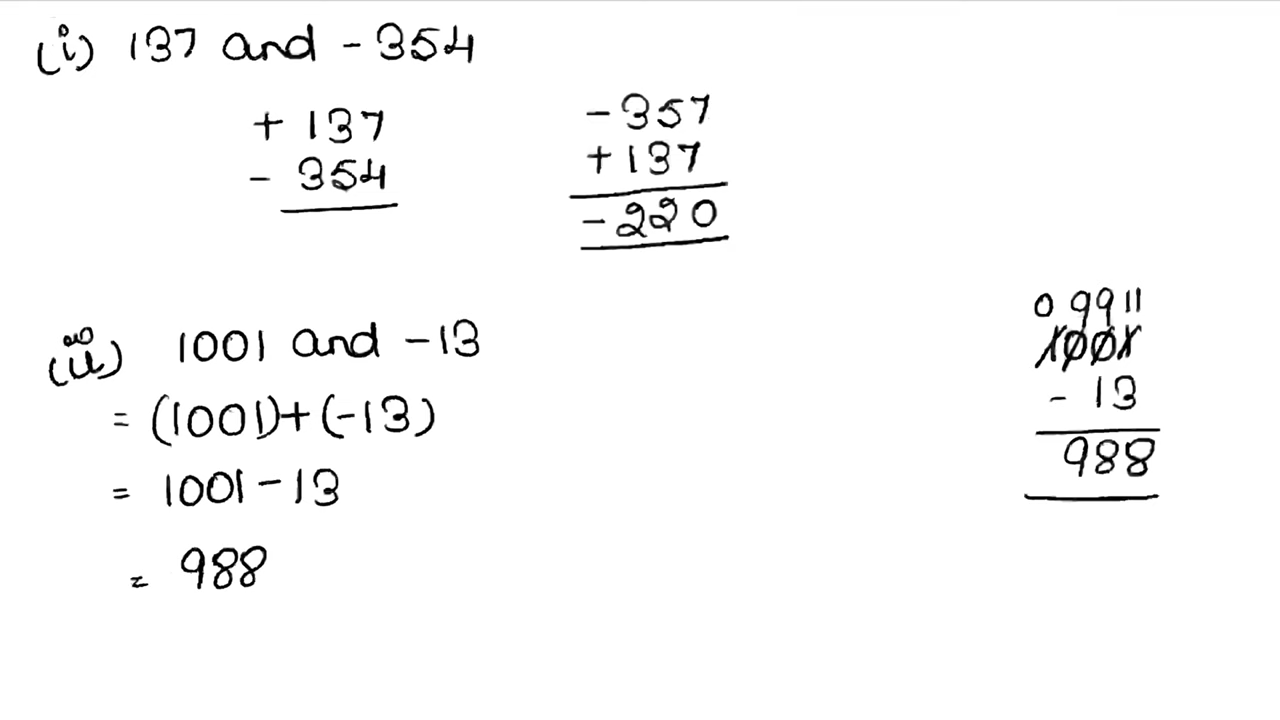 (i) 137 and - 354
+ 137
- 354
- 357
+ 137
- 220
(ii) 1001 and - 13
= (1001) + (-13)
= 1001 - 13
= 988
0 9 9 11
1001
- 13
988